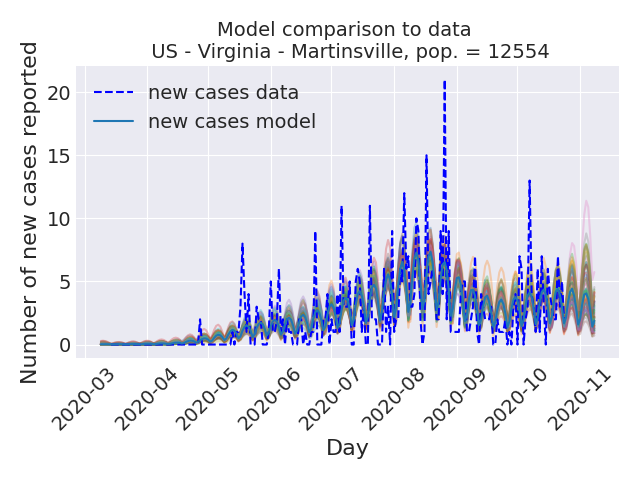 Model comparison to data
US - Virginia - Martinsville, pop. = 12554
Number of new cases reported
20
15
10
5
0
new cases data
new cases model
2020-03
2020-04
2020-05
2020-06
2020-07
2020-08
2020-09
2020-10
2020-11
Day